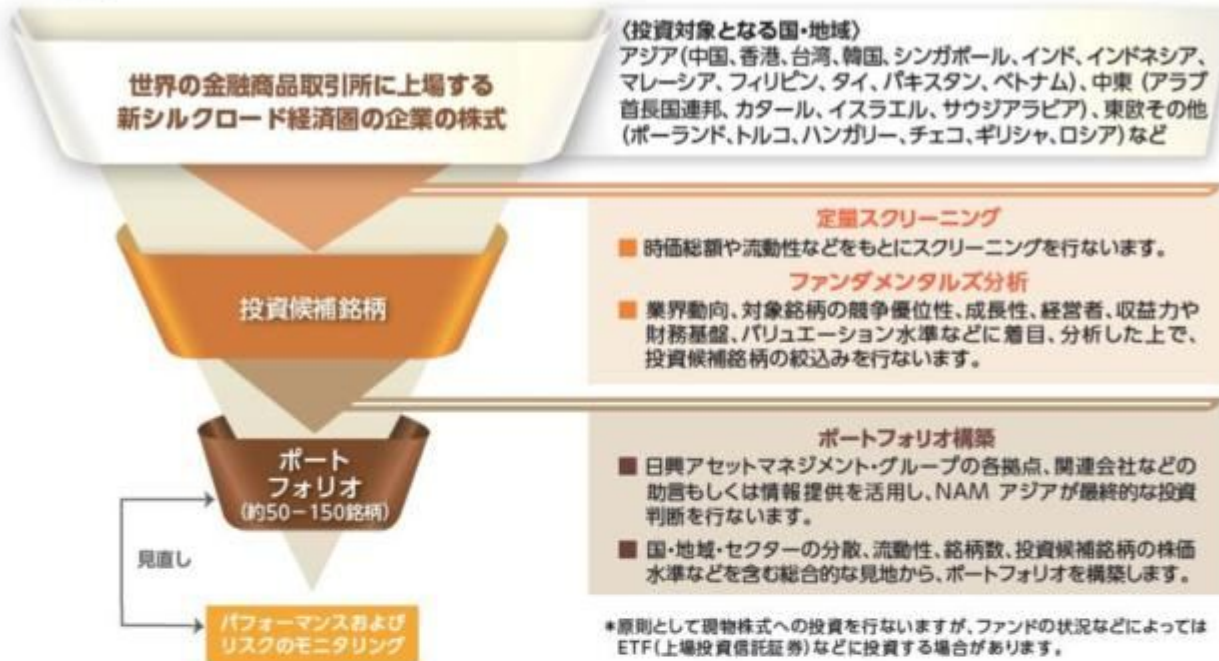 世界の金融商品取引所に上場する
新シルクロード経済圏の企業の株式
〈投資対象となる国・地域〉
アジア(中国、香港、台湾、韓国、シンガポール、インド、インドネシア、
マレーシア、フィリピン、タイ、パキスタン、ベトナム)、中東(アラブ
首長国連邦、カタール、イスラエル、サウジアラビア)、東欧その他
(ポーランド、トルコ、ハンガリー、チェコ、ギリシャ、ロシア)など
定量スクリーニング
■ 時価総額や流動性などをもとにスクリーニングを行ないます。
ファンダメンタルズ分析
■ 業界動向、対象銘柄の競争優位性、成長性、経営者、収益力や
財務基盤、バリュエーション水準などに着目、分析した上で、
投資候補銘柄の絞込みを行ないます。
投資候補銘柄
ポートフォリオ構築
■ 日興アセットマネジメント・グループの各拠点、関連会社などの
助言もしくは情報提供を活用し、NAM アジアが最終的な投資
判断を行ないます。
■ 国・地域・セクターの分散、流動性、銘柄数、投資候補銘柄の株価
水準などを含む総合的な見地から、ポートフォリオを構築します。
ポート
フォリオ
(約50−150銘柄)
見直し
パフォーマンスおよび
リスクのモニタリング
*原則として現物株式への投資を行ないますが、ファンドの状況などによっては
ETF(上場投資信託証券)などに投資する場合があります。